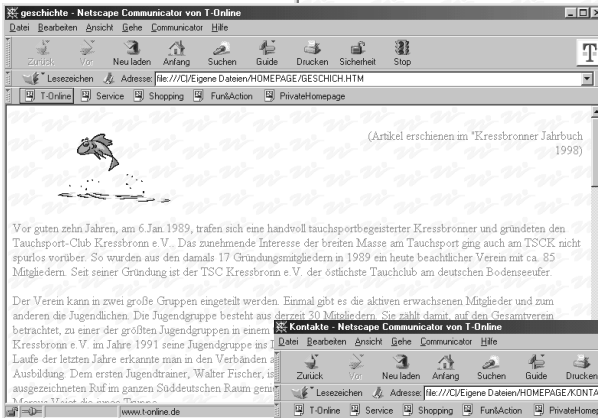 geschichte - Netscape Communicator von T-Online
Datei Bearbeiten Ansicht Gehe Communicator Hilfe
Zurück Vor Neu laden Anfang Suchen Guide Drucken Sicherheit Stop
Lesezeichen Adresse: file:///C|/Eigene Dateien/HOMEPAGE/GESCHICH.HTM
T-Online Service Shopping Fun&Action PrivateHomepage
(Artikel erschienen im "Kressbronner Jahrbuch
1998)
Vor guten zehn Jahren, am 6.Jan 1989, trafen sich eine handvoll tauchsportbegeisterter Kressbronner und gründeten den
Tauchsport-Club Kressbronn e.V.. Das zunehmende Interesse der breiten Masse am Tauchsport ging auch am TSCK nicht
spurlos vorüber. So wurden aus den damals 17 Gründungsmitgliedern in 1989 ein heute beachtlicher Verein mit ca. 85
Mitgliedern. Seit seiner Gründung ist der TSC Kressbronn e.V. der östlichste Tauchclub am deutschen Bodenseeufer.
Der Verein kann in zwei große Gruppen eingeteilt werden. Einmal gibt es die aktiven erwachsenen Mitglieder und zum
anderen die Jugendlichen. Die Jugendgruppe besteht aus derzeit 30 Mitgliedern. Sie zählt damit, auf den Gesamtverein
betrachtet, zu einer der größten Jugendgruppen in einem
Kressbronn e.V. im Jahre 1991 seine Jugendgruppe ins
Laufe der letzten Jahre erkannte man in den Verbänden
Ausbildung. Dem ersten Jugendtrainer, Walter Fischer, is
ausgezeichneten Ruf im ganzen Süddeutschen Raum
www.t-online.de
Kontakte - Netscape Communicator von T-Online
Datei Bearbeiten Ansicht Gehe Communicator Hilfe
Zurück Vor Neu laden Anfang Suchen Guide Drucken
Lesezeichen Adresse: file:///C|/Eigene Dateien/HOMEPAGE/KONTA
T-Online Service Shopping Fun&Action PrivateHomep